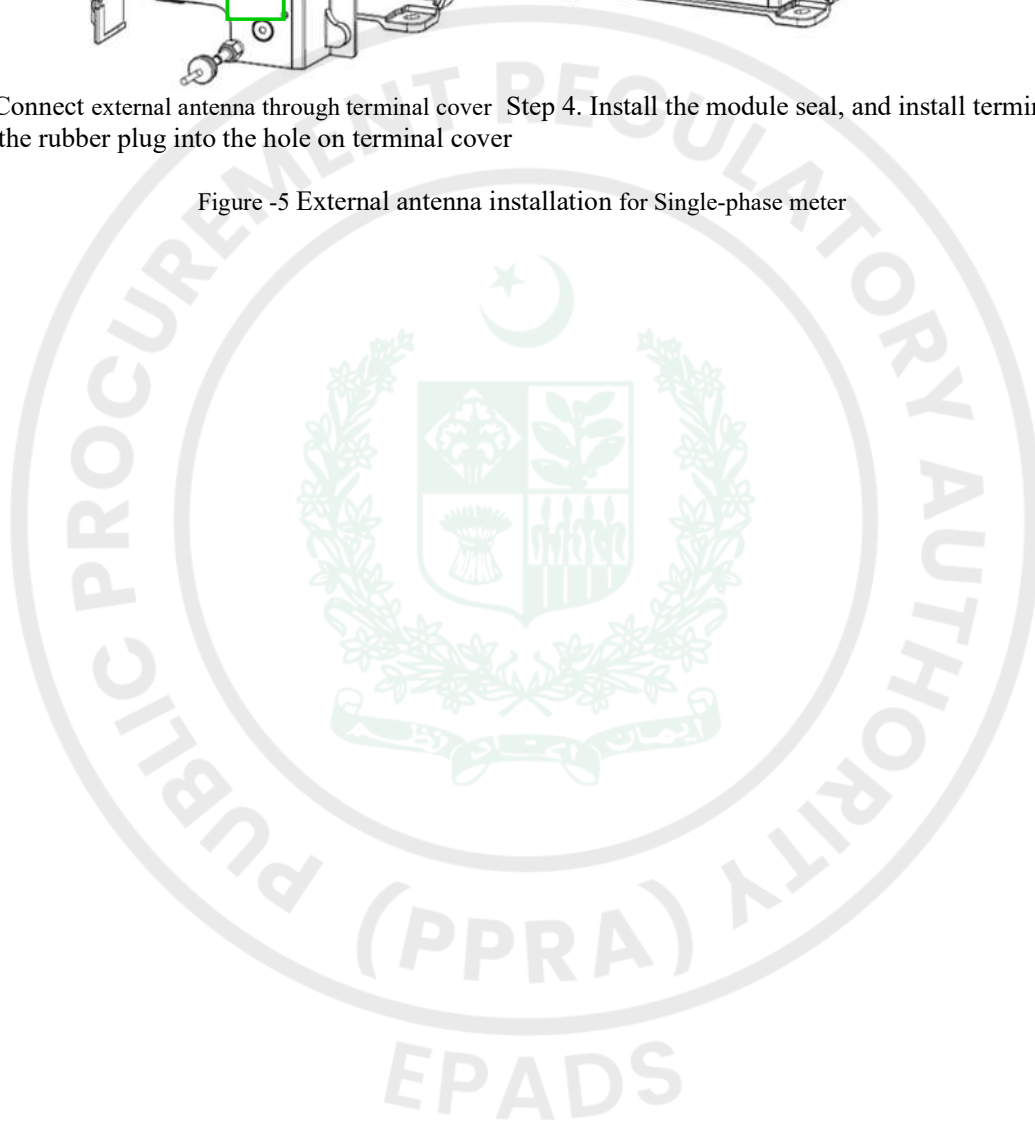 Connect external antenna through terminal cover Step 4. Install the module seal, and install
the rubber plug into the hole on terminal cover
Figure -5 External antenna installation for Single-phase meter
PUBLIC PROCUREMENT REGULATORY AUTHORITY
(PPRA)
EPADS